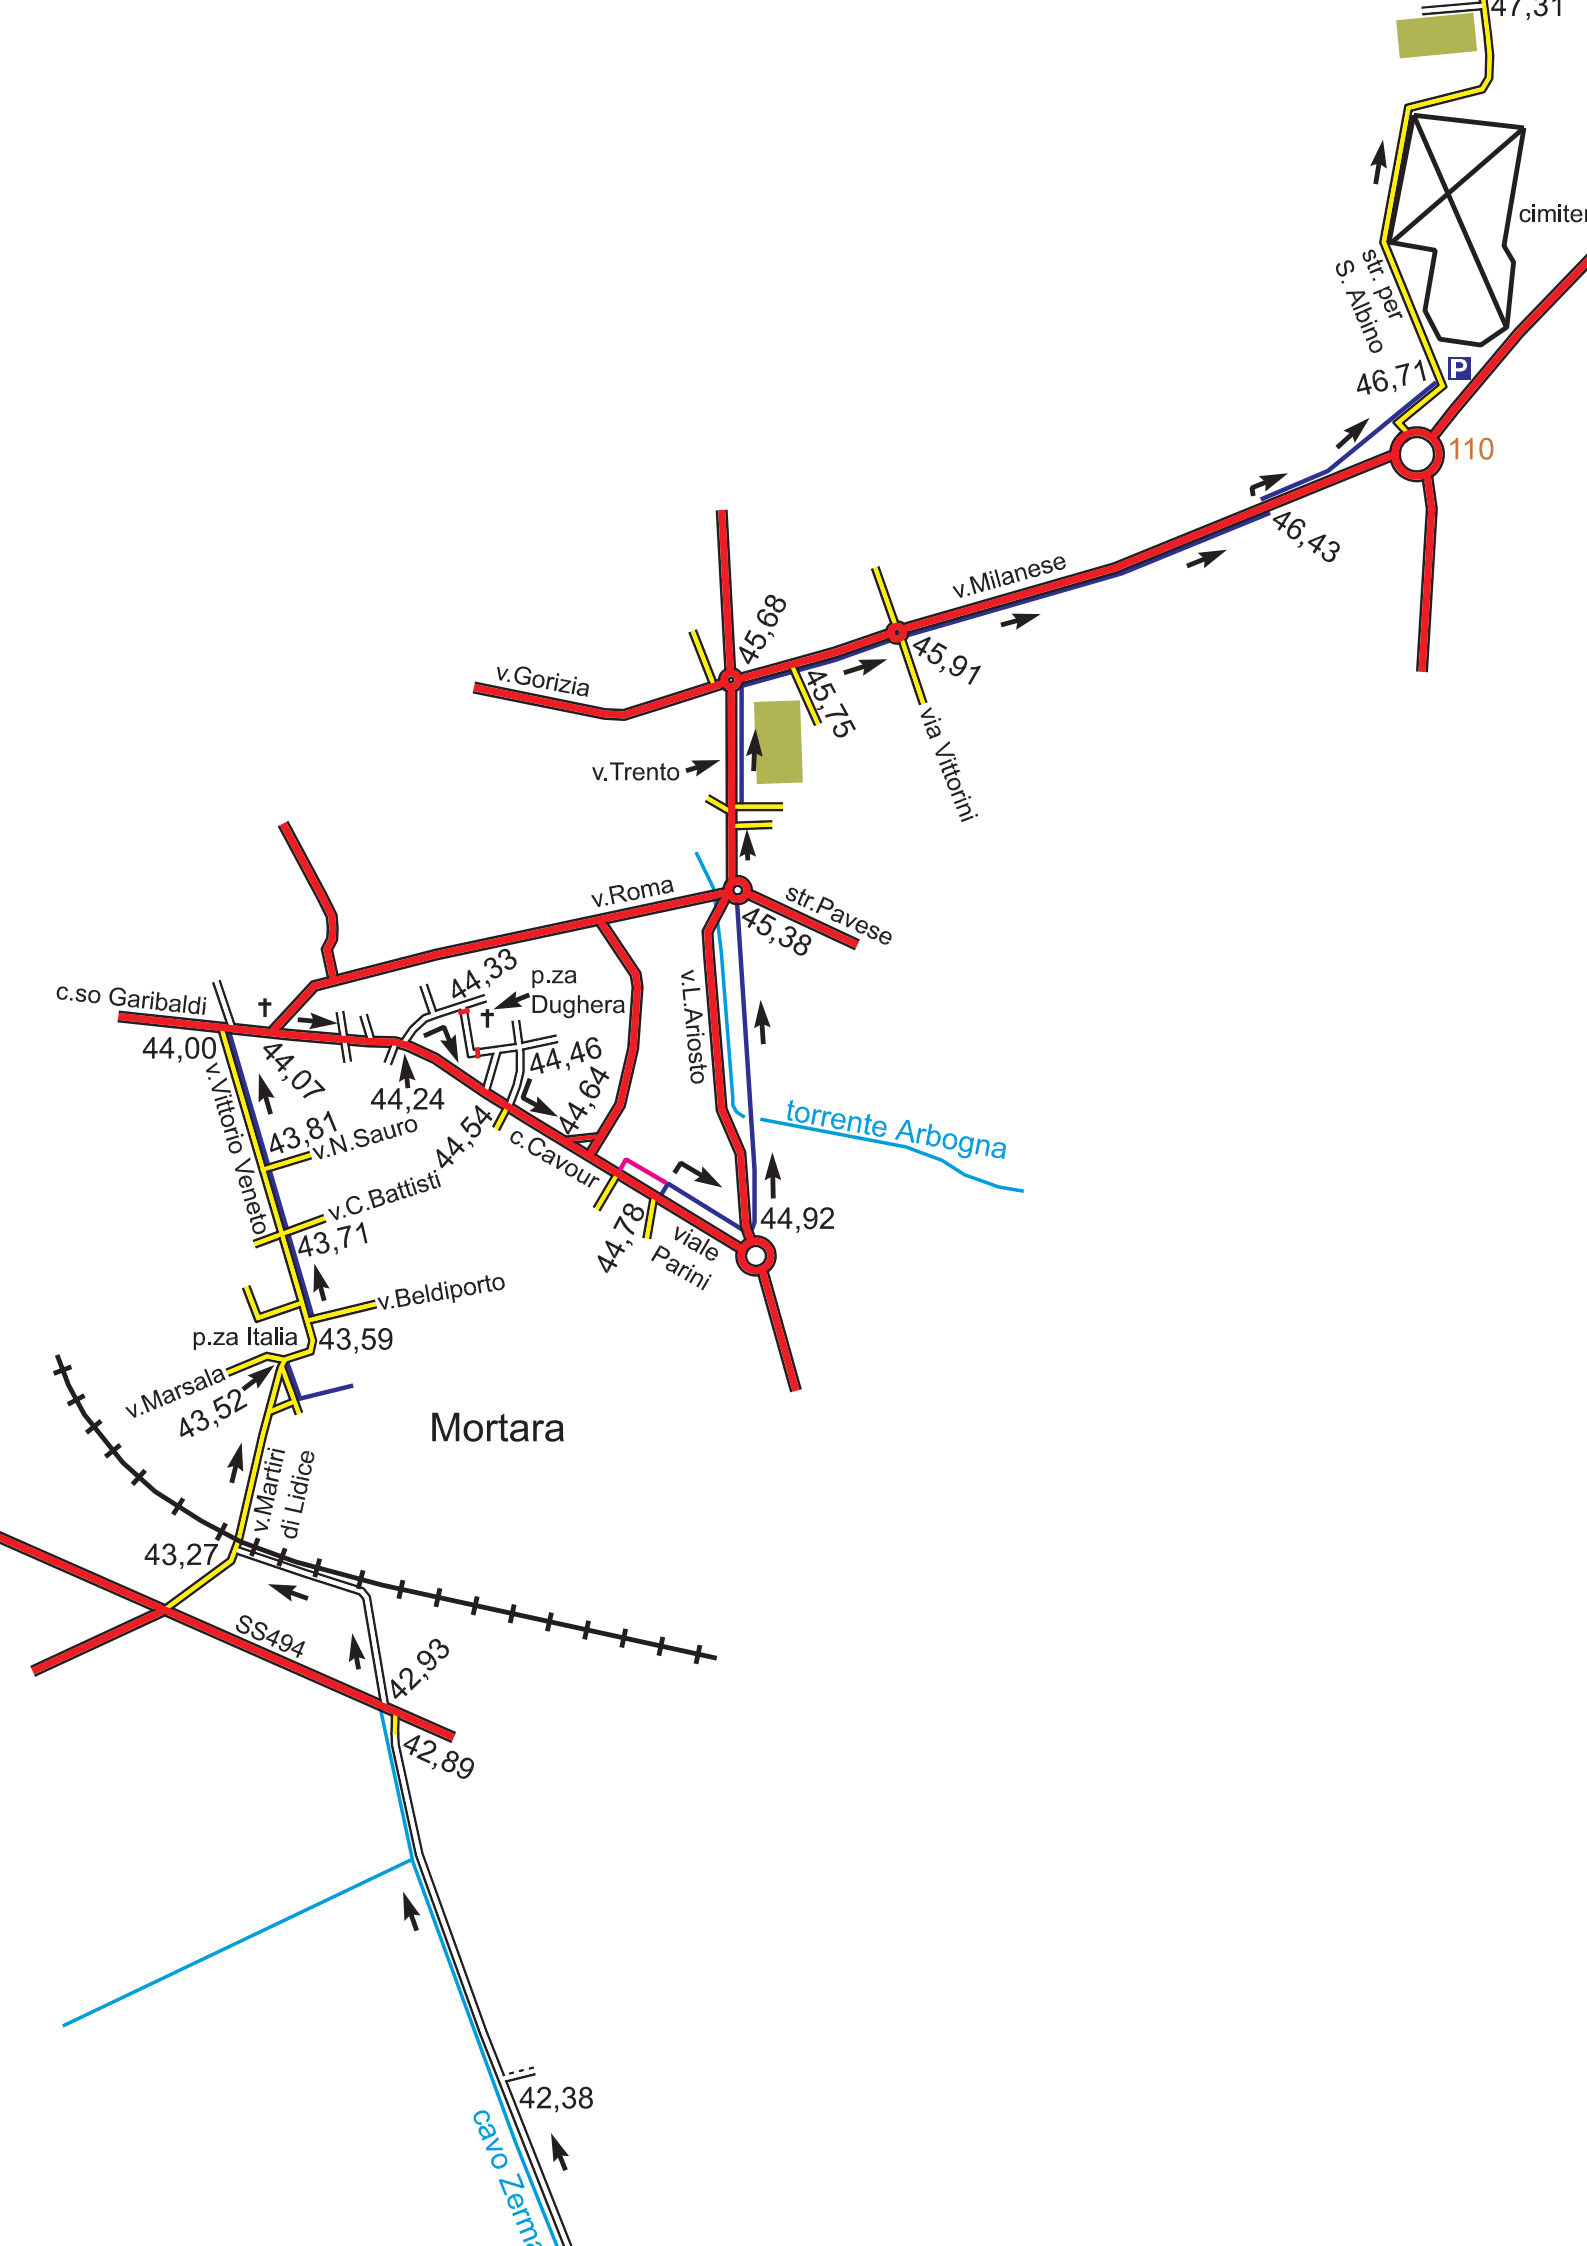 47,31
str. per
S. Albino
46,71
P
110
46,43
v.Milanese
45,68
45,91
v.Gorizia
45,75
via Vittorini
v.Trento
v.Roma
str.Pavese
45,38
c.so Garibaldi
44,33
p.za
Dughera
44,00
44,07
44,24
44,46
44,64
v.L.Ariosto
v.Vittorio Veneto
43,81
v.N.Sauro
44,54
c.Cavour
torrente Arbogna
v.C.Battisti
43,71
44,78
viale
Parini
44,92
v.Beldiporto
p.za Italia
43,59
v.Marsala
43,52
Mortara
v.Martiri
di Lidice
43,27
SS494
42,93
42,89
42,38
cavo